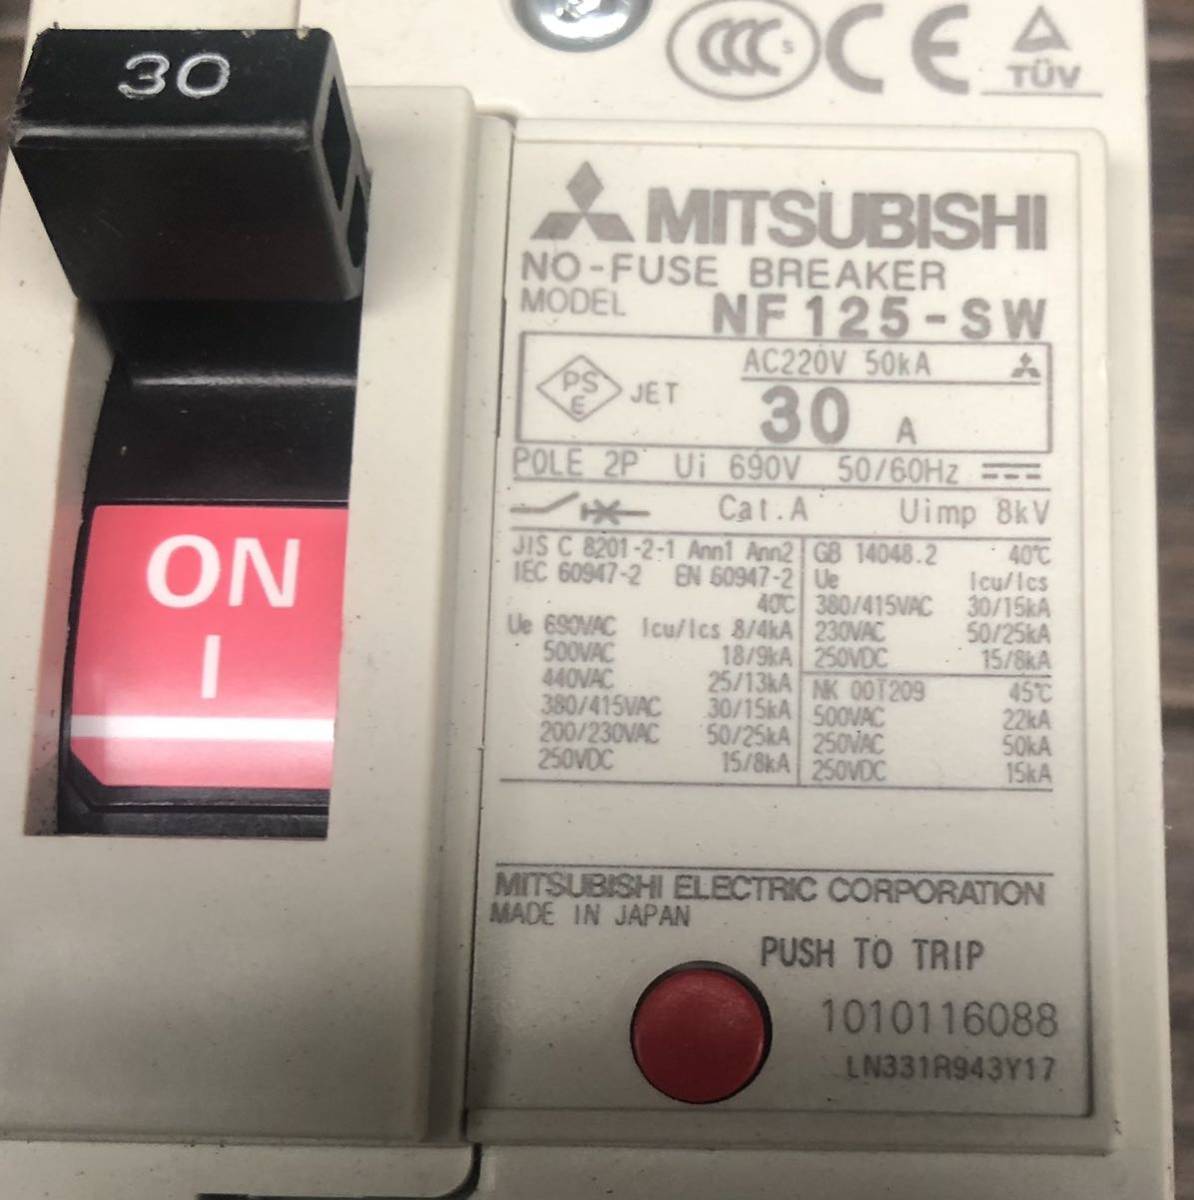 30
ON
I
CCC S CE TÜV
MITSUBISHI
NO-FUSE BREAKER
MODEL NF125-SW
AC220V 50kA
PS E JET 30 A
POLE 2P Ui 690V 50/60Hz
Cat.A Uimp 8kV
JIS C 8201-2-1 Ann1 Ann2
IEC 60947-2 EN 60947-2
40℃
Ue 690VAC Icu/Ics 8/4kA
500VAC 18/9kA
440VAC 25/13kA
380/415VAC 30/15kA
200/230VAC 50/25kA
250VDC 15/8kA
GB 14048.2 40℃
Ue Icu/Ics
380/415VAC 30/15kA
230VAC 50/25kA
250VDC 15/8kA
NK 00T209 45℃
500VAC 22kA
250VAC 50kA
250VDC 15kA
MITSUBISHI ELECTRIC CORPORATION
MADE IN JAPAN
PUSH TO TRIP
1010116088
LN331R943Y17